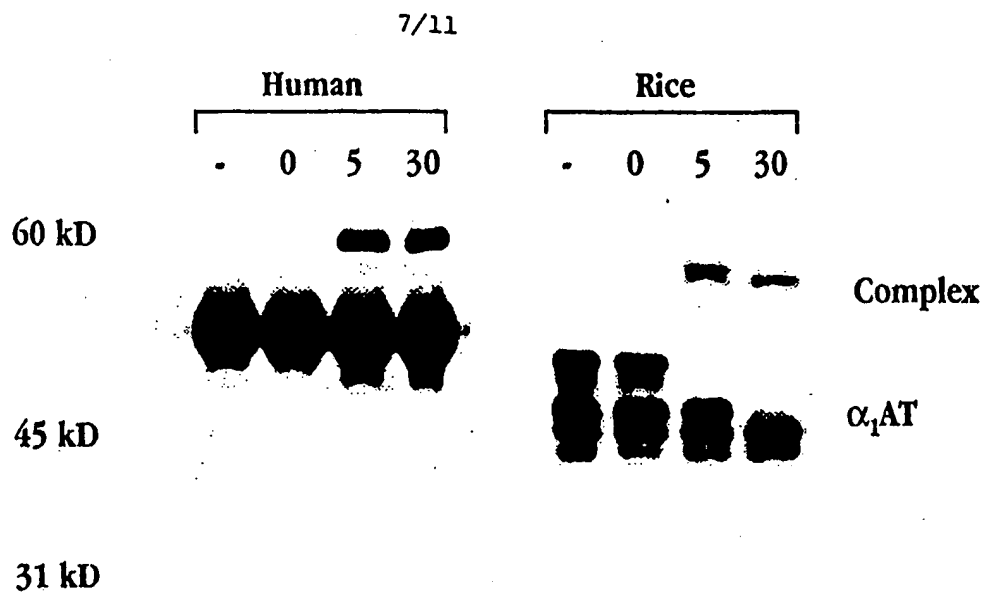 7/11
Human Rice
- 0 5 30 - 0 5 30
60 kD
Complex
α₁AT
45 kD
31 kD